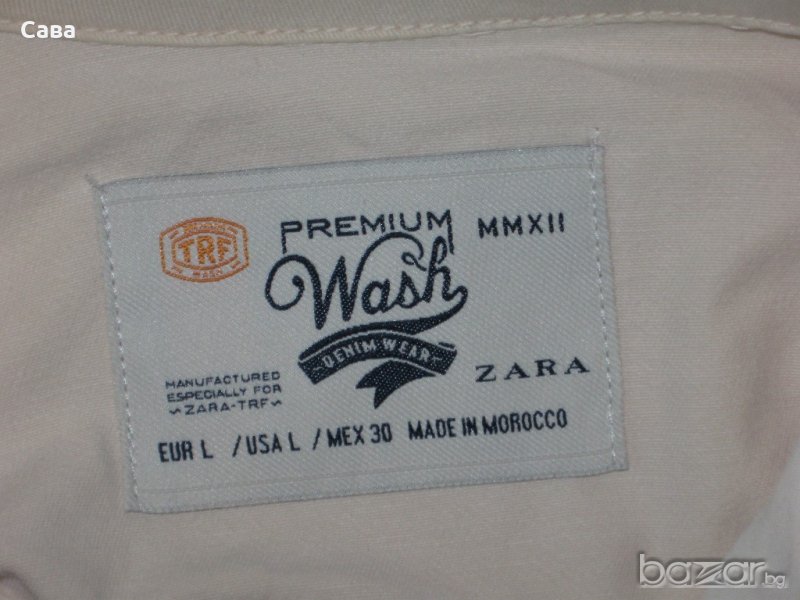 Сава
TRF
PREMIUM
MMXII
Wash
DENIM WEAR
MANUFACTURED
ESPECIALLY FOR
~ZARA-TRF~
ZARA
EUR L / USA L / MEX 30 MADE IN MOROCCO
bazar.bg